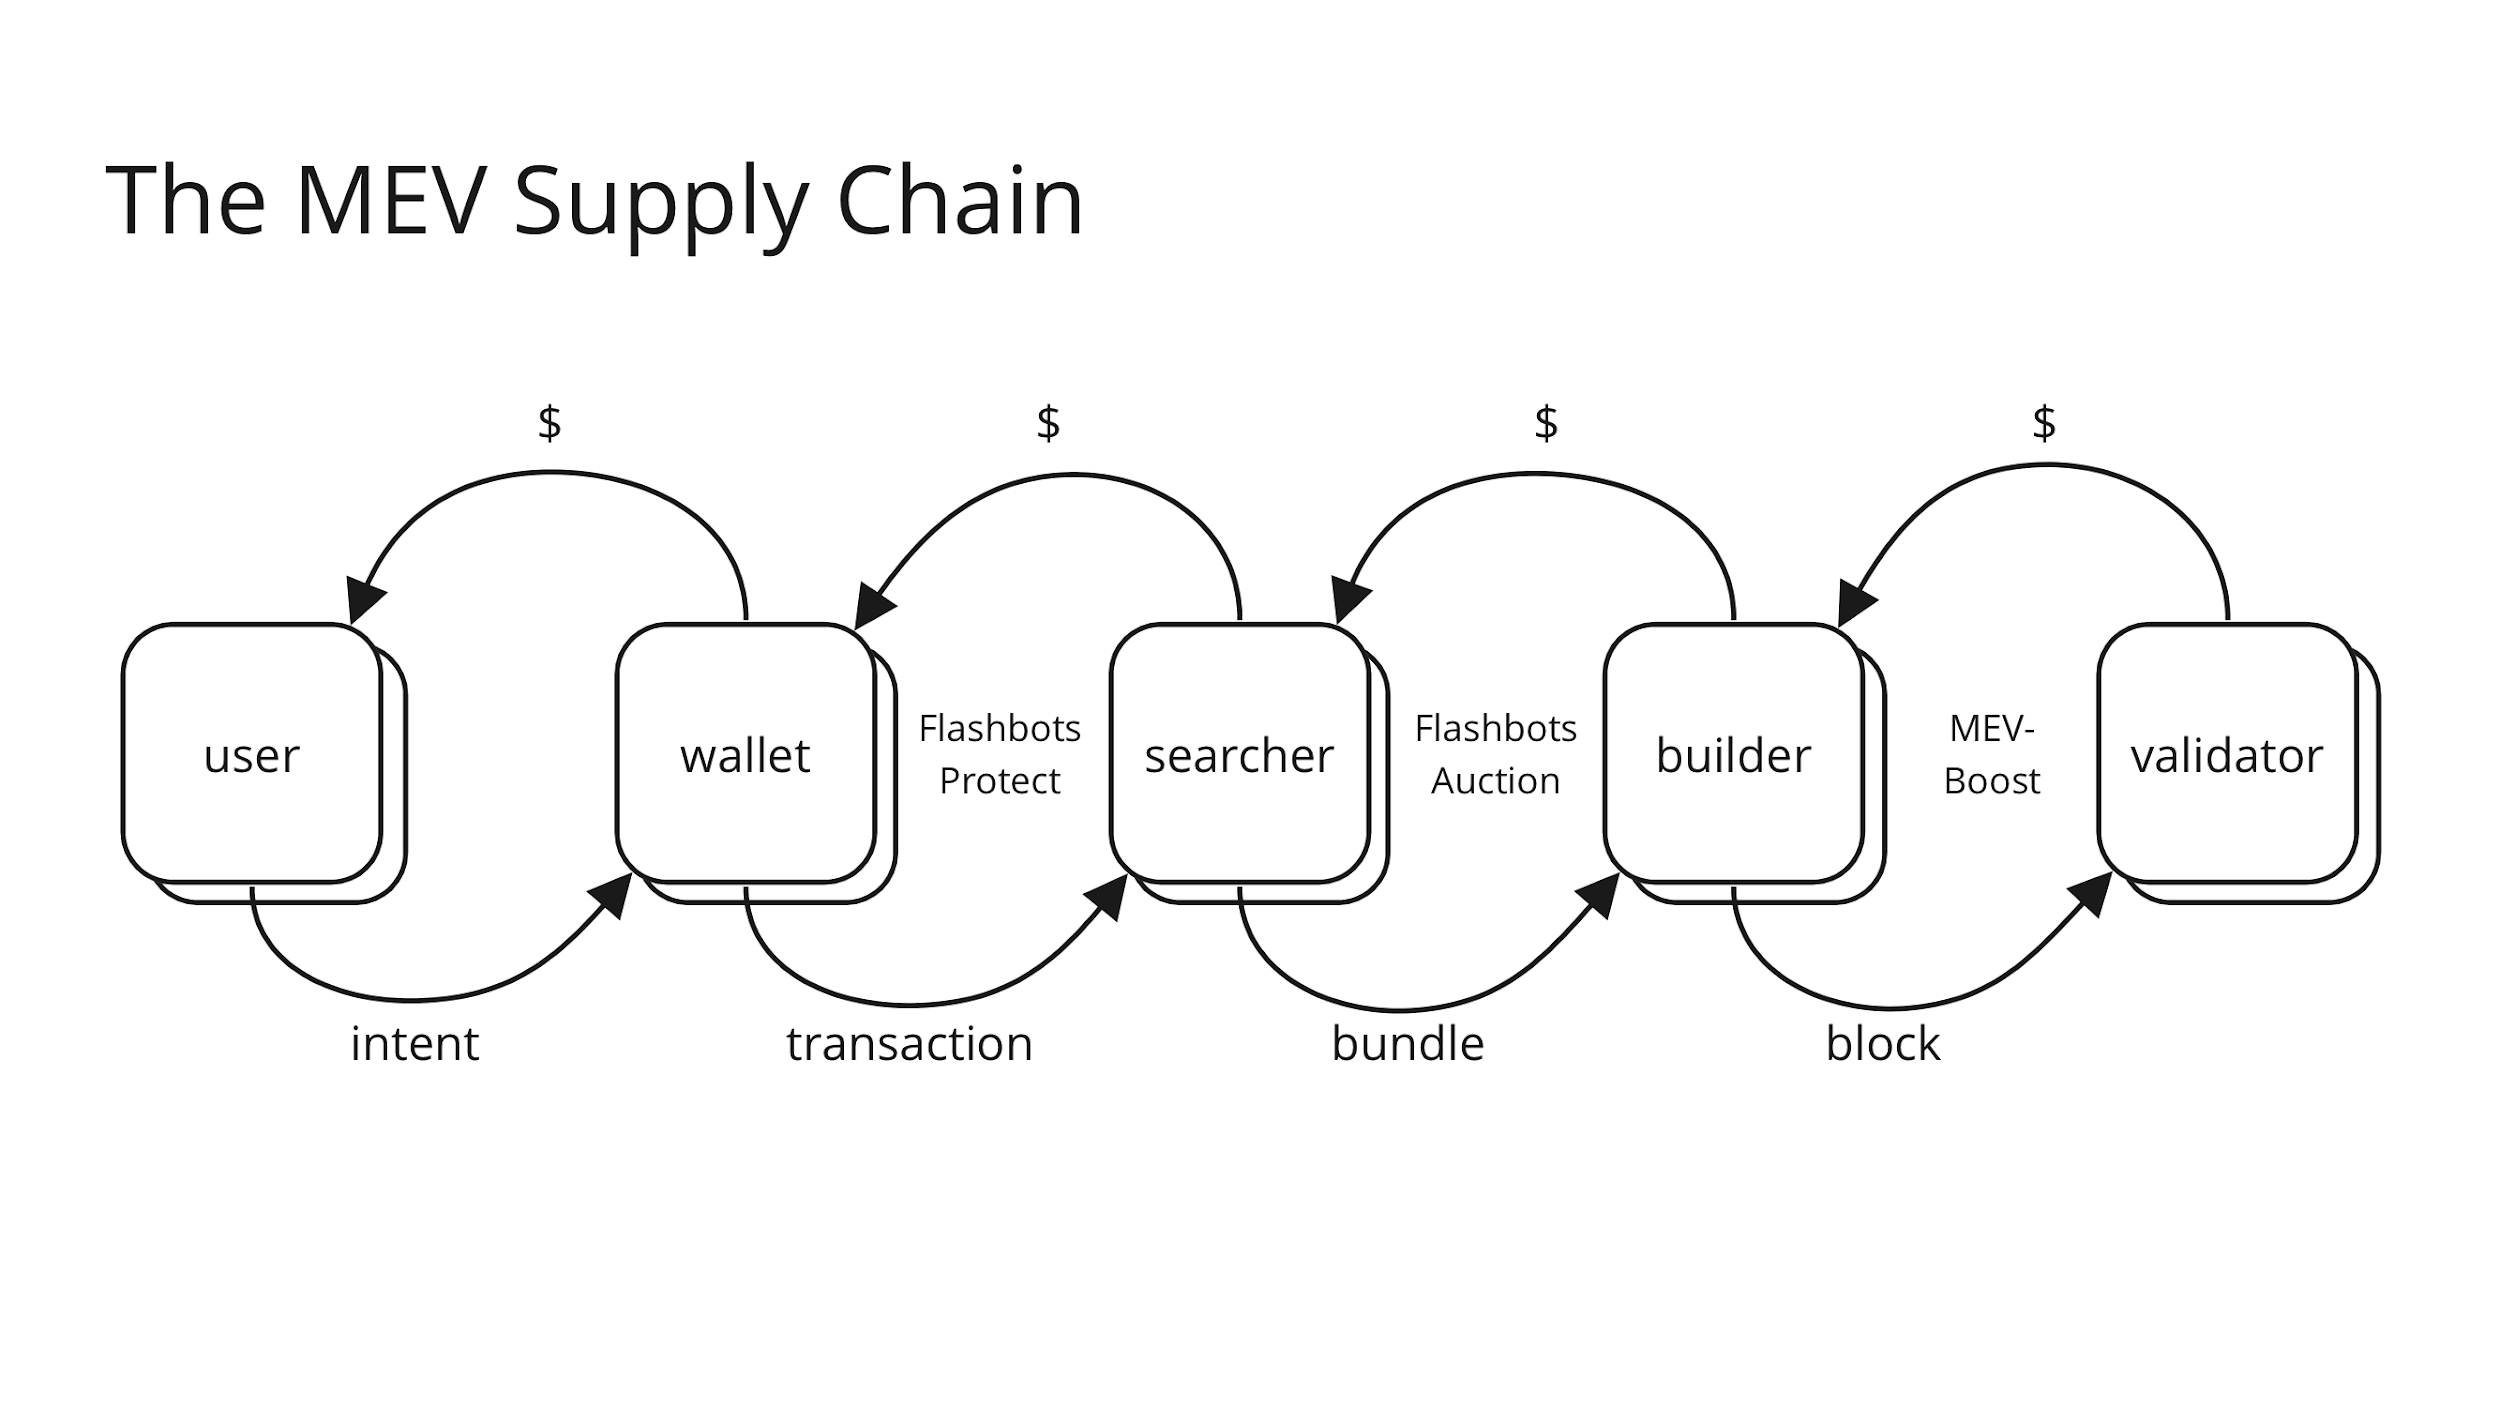 The MEV Supply Chain
$ $ $ $
user
wallet
Flashbots
Protect
searcher
Flashbots
Auction
builder
MEV-
Boost
validator
intent
transaction
bundle
block